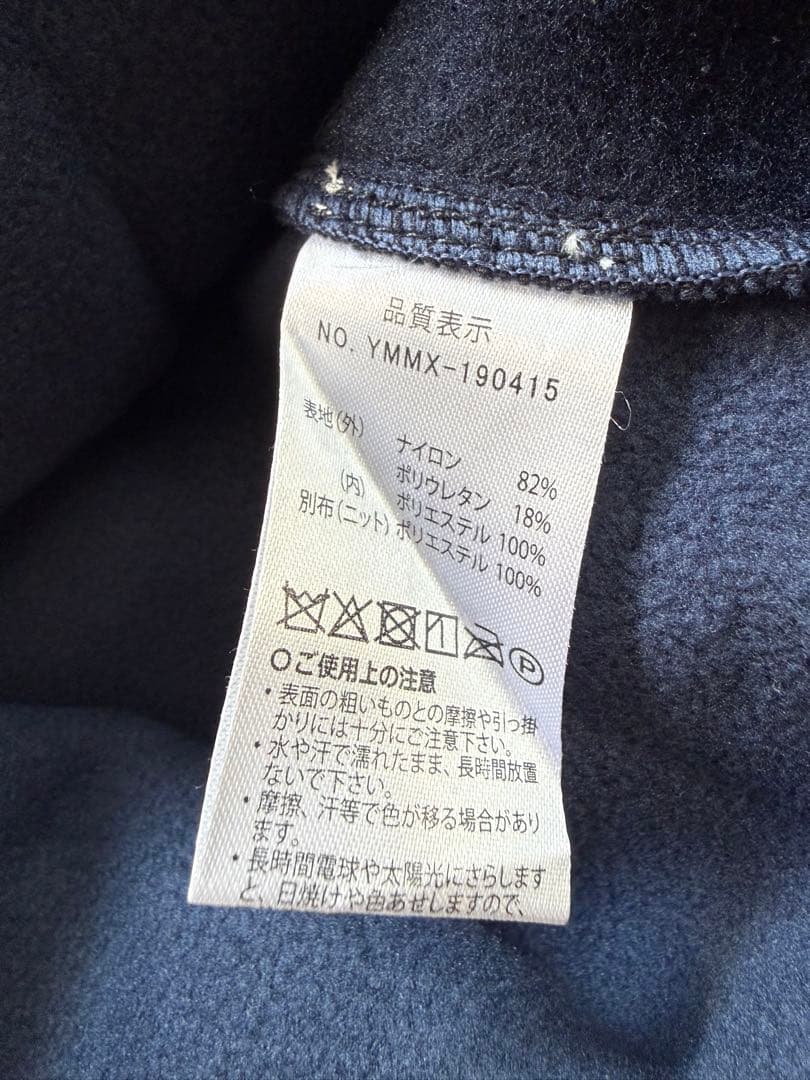 品質表示
NO. YMMX-190415
表地(外) ナイロン 82%
ポリウレタン 18%
(内) ポリエステル 100%
別布(ニット) ポリエステル 100%
P
○ご使用上の注意
・表面の粗いものとの摩擦や引っ掛
かりには十分にご注意下さい。
・水や汗で濡れたまま、長時間放置
ないで下さい。
・摩擦、汗等で色が移る場合があり
ます。
・長時間電球や太陽光にさらします
と、日焼けや色あせしますので、